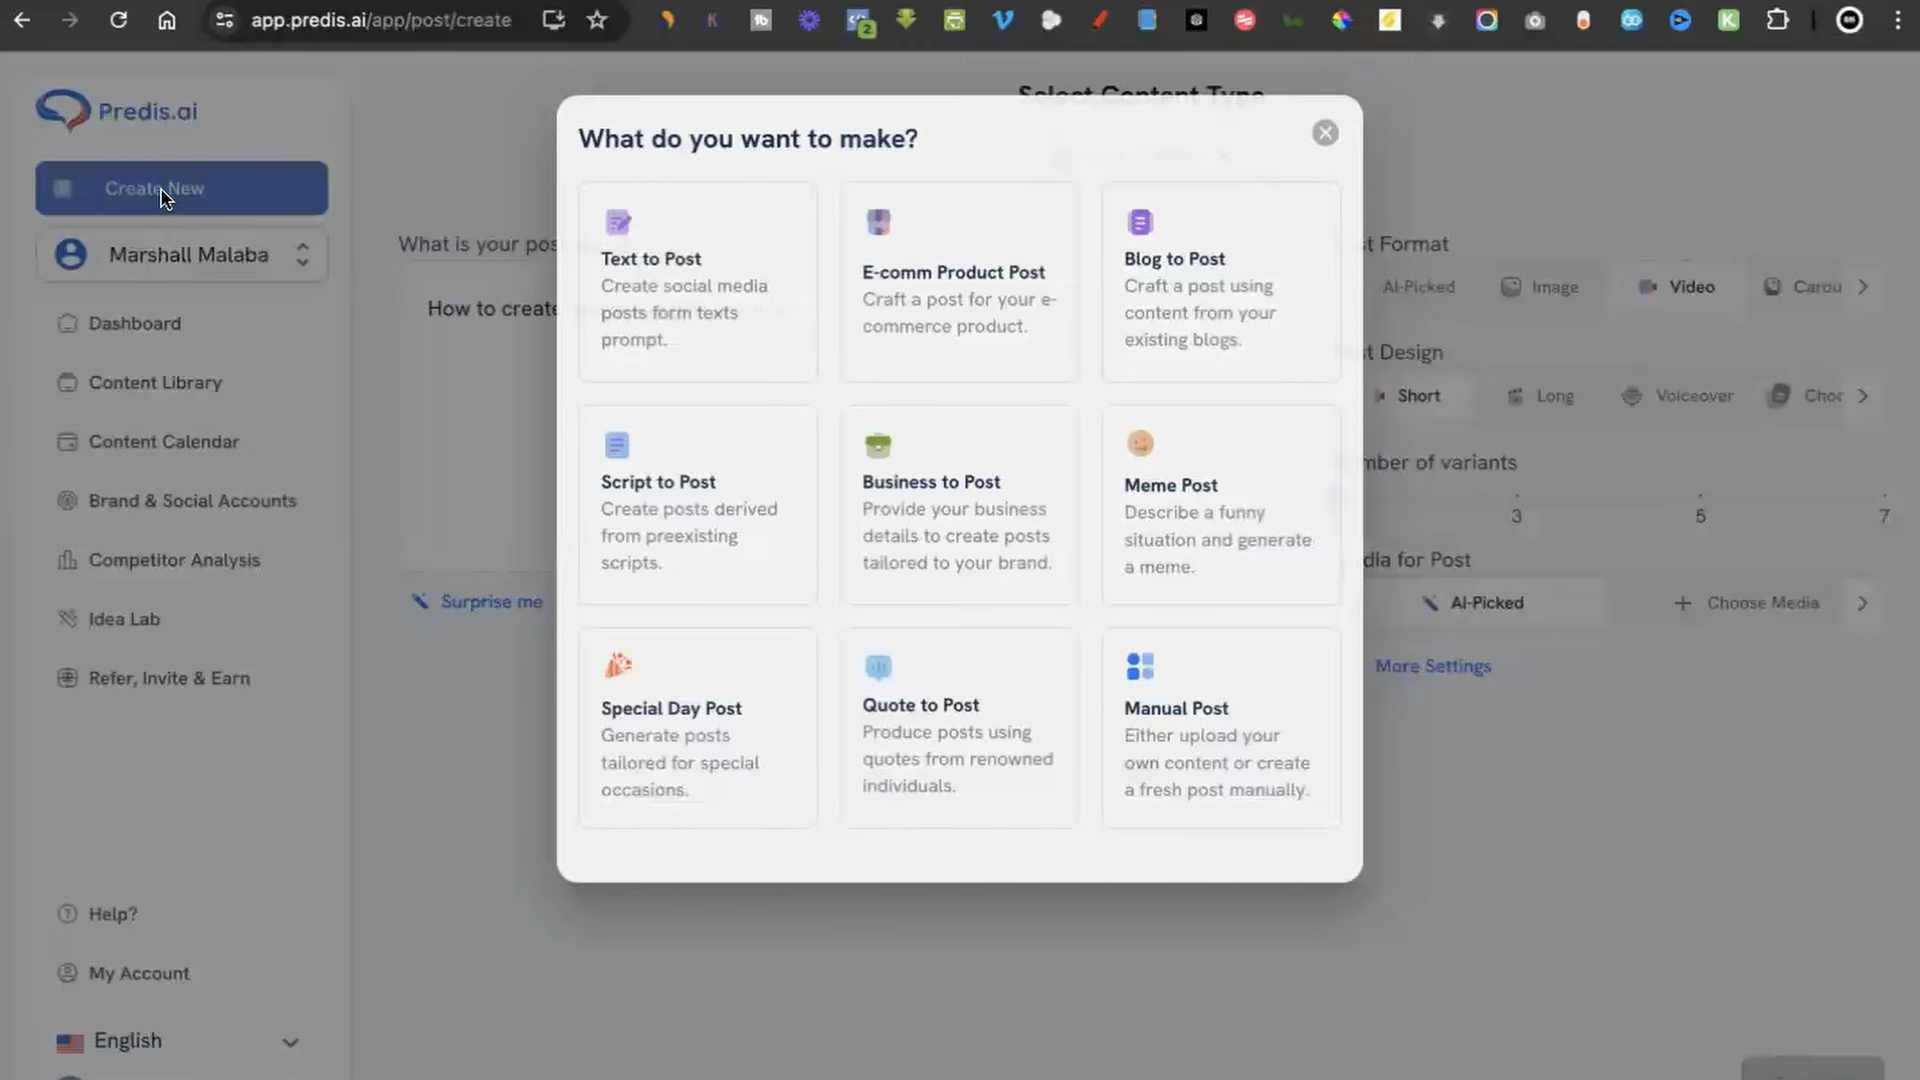 app.predis.ai/app/post/create
2
Predis.ai
Create New
Marshall Malaba
Dashboard
Content Library
Content Calendar
Brand & Social Accounts
Competitor Analysis
Idea Lab
Refer, Invite & Earn
Help?
My Account
English
Select Content Type
What is your pos
How to create
Surprise me
What do you want to make?
Text to Post
Create social media
posts form texts
prompt.
E-comm Product Post
Craft a post for your e-
commerce product.
Blog to Post
Craft a post using
content from your
existing blogs.
Script to Post
Create posts derived
from preexisting
scripts.
Business to Post
Provide your business
details to create posts
tailored to your brand.
Meme Post
Describe a funny
situation and generate
a meme.
Special Day Post
Generate posts
tailored for special
occasions.
Quote to Post
Produce posts using
quotes from renowned
individuals.
Manual Post
Either upload your
own content or create
a fresh post manually.
t Format
AI-Picked
Image
Video
Carou
t Design
Short
Long
Voiceover
Choo
mber of variants
3
5
7
dia for Post
AI-Picked
Choose Media
More Settings